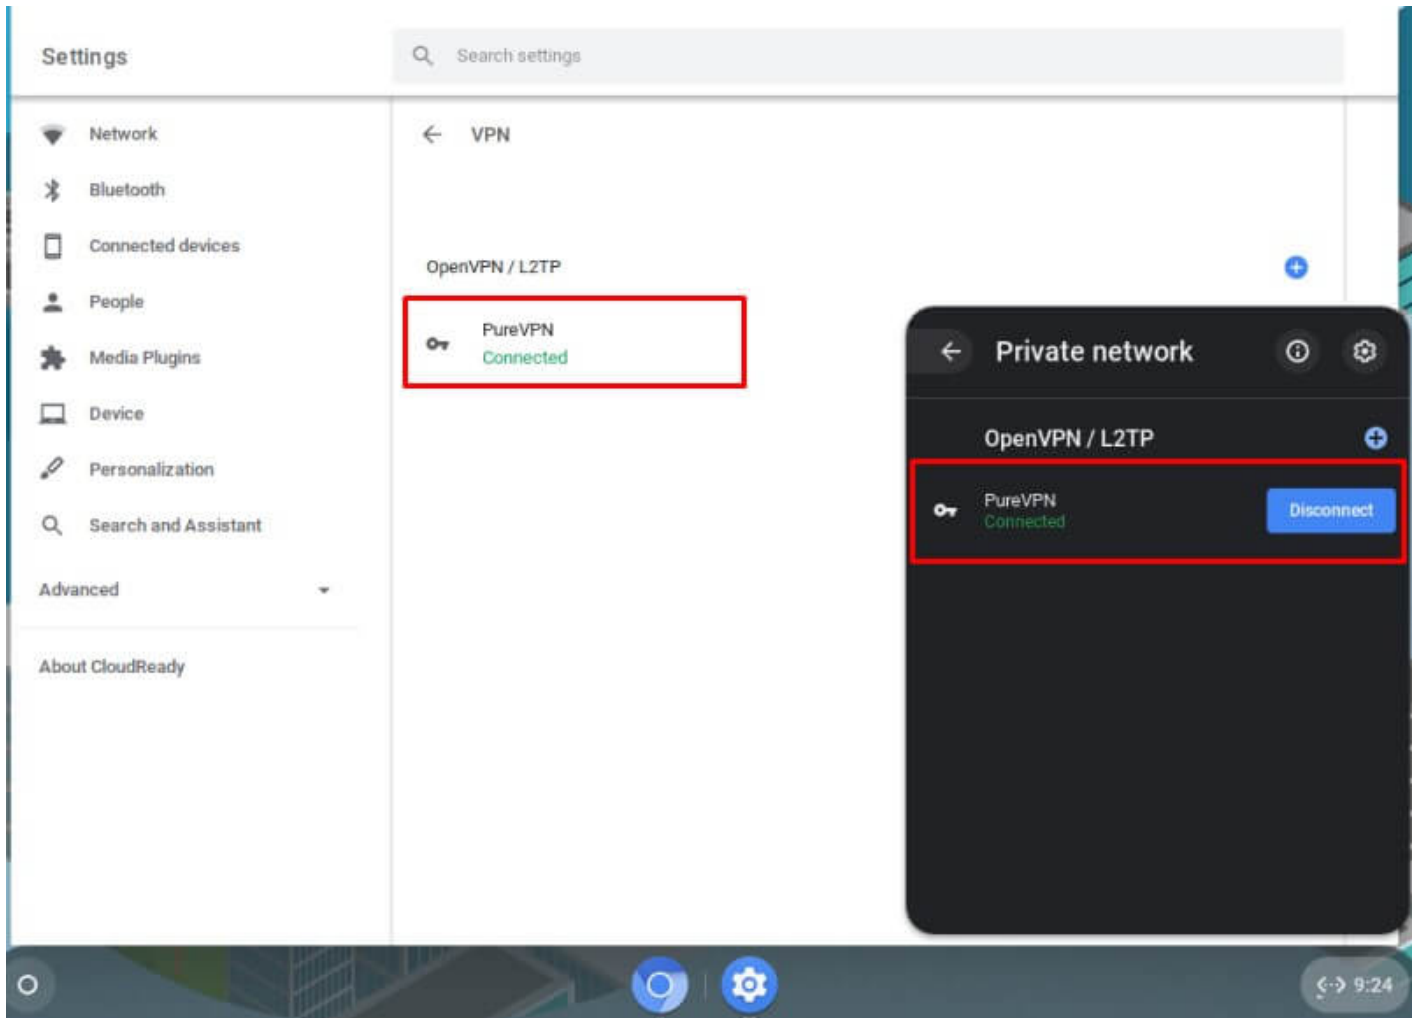 Settings
Search settings
Network
Bluetooth
Connected devices
People
Media Plugins
Device
Personalization
Search and Assistant
Advanced
About CloudReady
VPN
OpenVPN / L2TP
PureVPN
Connected
Private network
OpenVPN / L2TP
PureVPN
Connected
Disconnect
9:24